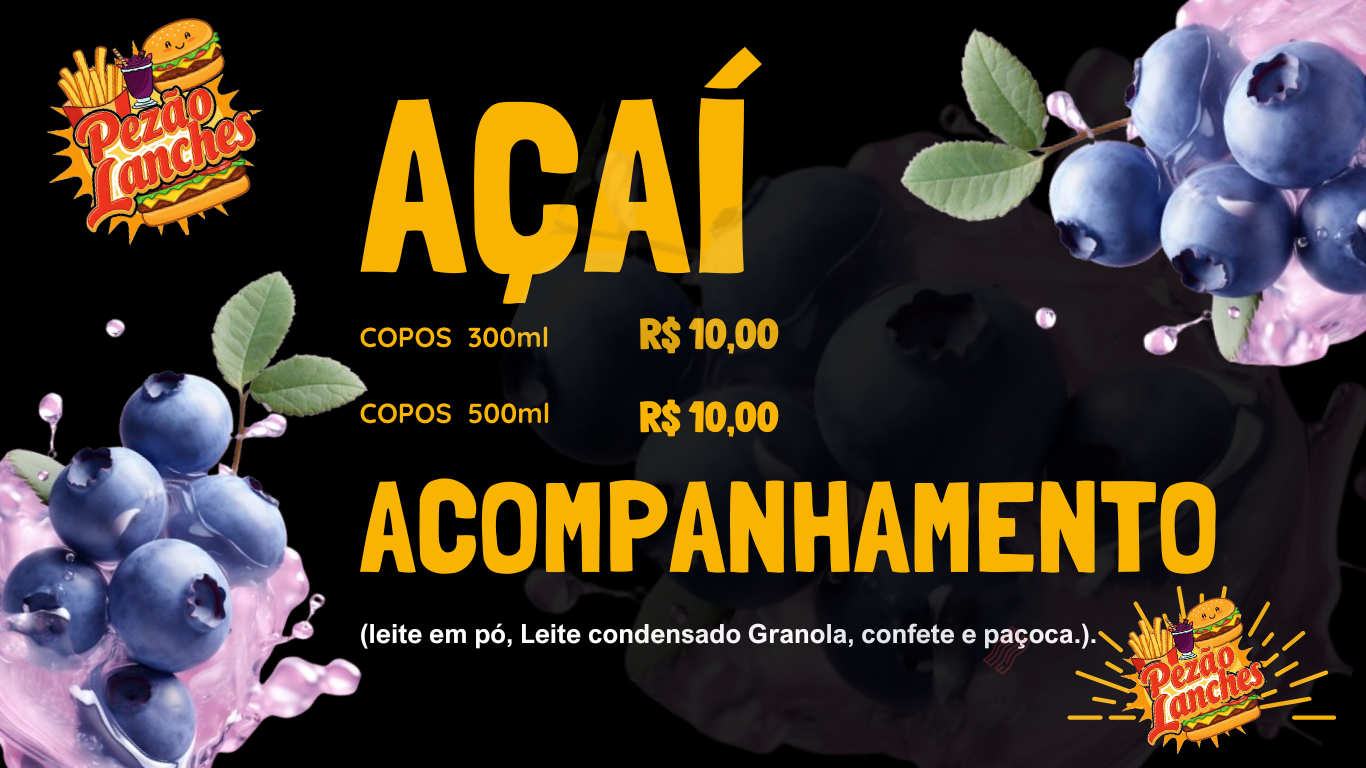 Pezão
Lanches
AÇAÍ
COPOS 300ml R$ 10,00
COPOS 500ml R$ 10,00
ACOMPANHAMENTO
(leite em pó, Leite condensado Granola, confete e paçoca.).
Pezão
Lanches